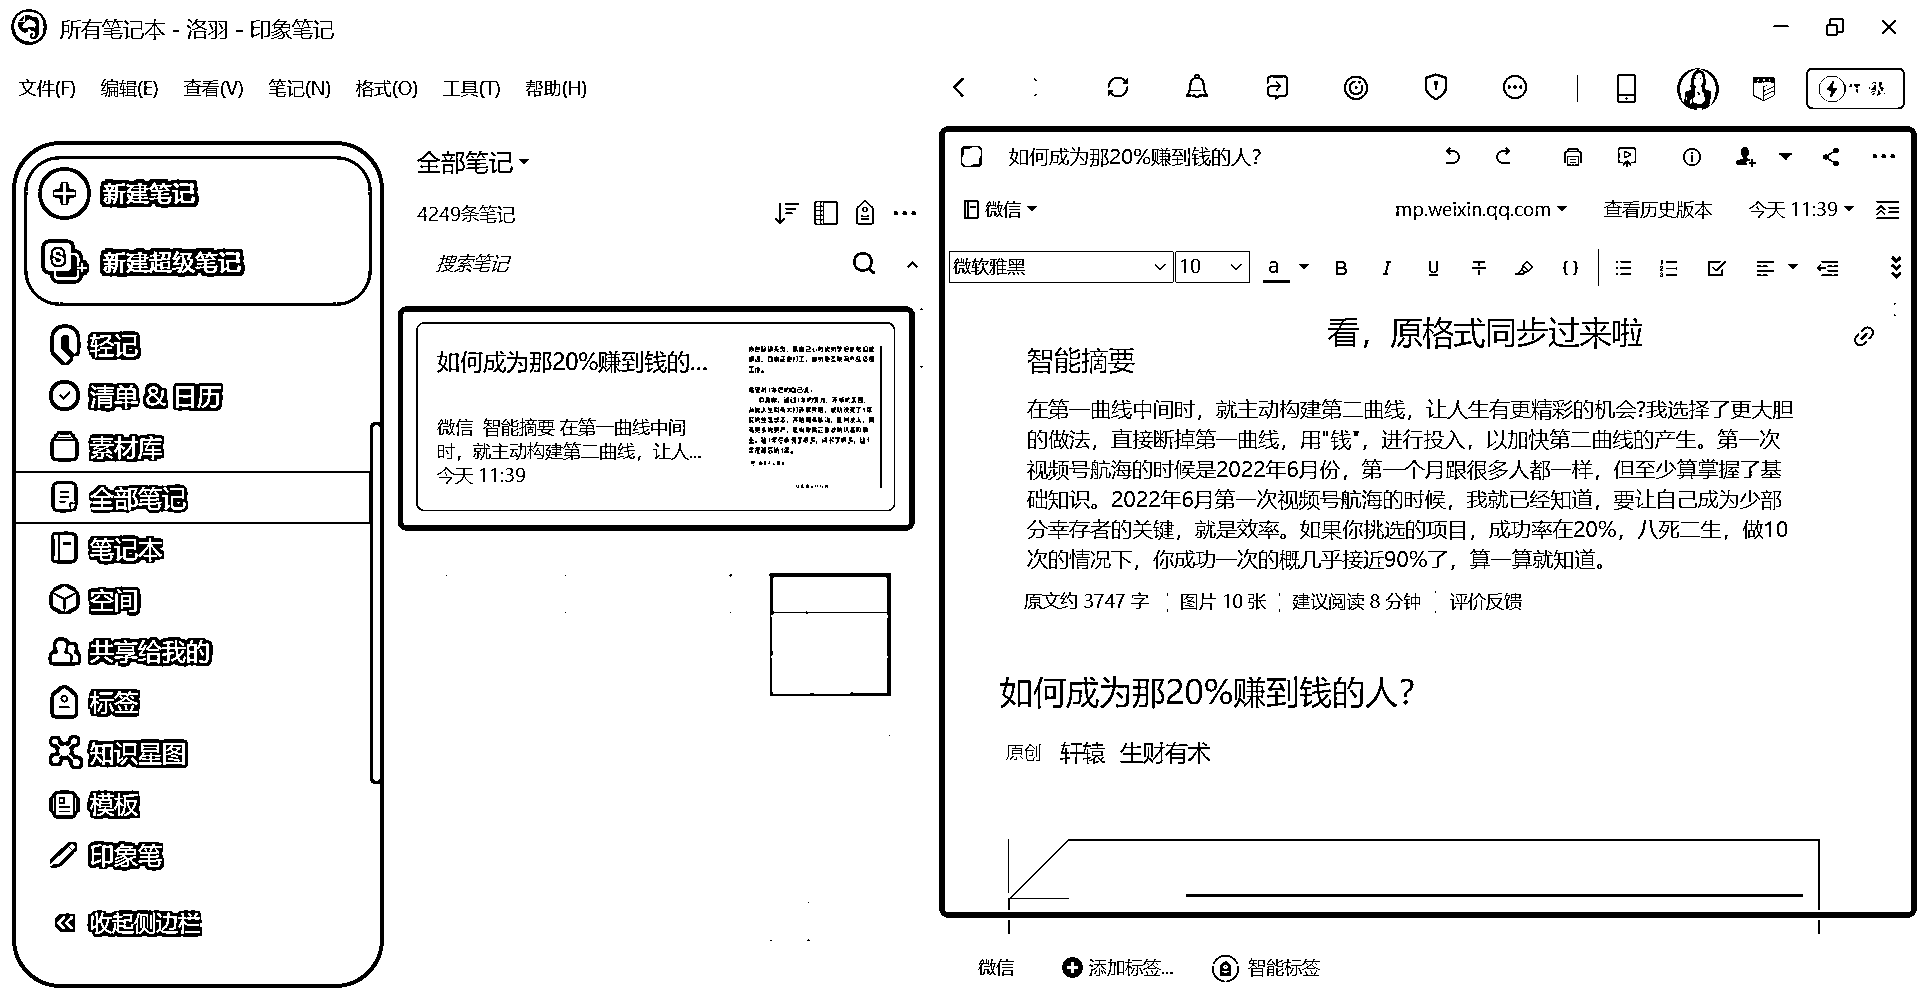 所有笔记本 - 洛羽 - 印象笔记
文件(F) 编辑(E) 查看(V) 笔记(N) 格式(O) 工具(T) 帮助(H)
新建笔记
新建超级笔记
轻记
清单 & 日历
素材库
全部笔记
笔记本
空间
共享给我的
标签
知识星图
模板
印象笔
收起侧边栏
全部笔记
4249条笔记
搜索笔记
如何成为那20%赚到钱的...
微信 智能摘要 在第一曲线中间
时，就主动构建第二曲线，让人...
今天 11:39
如何成为那20%赚到钱的人？
微信 mp.weixin.qq.com 查看历史版本 今天 11:39
微软雅黑 10 a B I U T {}
看，原格式同步过来啦
智能摘要
在第一曲线中间时，就主动构建第二曲线，让人生有更精彩的机会?我选择了更大胆
的做法，直接断掉第一曲线，用"钱"，进行投入，以加快第二曲线的产生。第一次
视频号航海的时候是2022年6月份，第一个月跟很多人都一样，但至少算掌握了基
础知识。2022年6月第一次视频号航海的时候，我就已经知道，要让自己成为少部
分幸存者的关键，就是效率。如果你挑选的项目，成功率在20%，八死二生，做10
次的情况下，你成功一次的概几乎接近90%了，算一算就知道。
原文约 3747 字 图片 10 张 建议阅读 8 分钟 评价反馈
如何成为那20%赚到钱的人？
原创 轩辕 生财有术
微信 添加标签... 智能标签